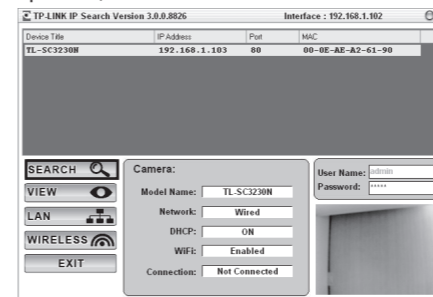 TP-LINK IP Search Version 3.0.0.8826 Interface : 192.168.1.102
Device Title IP Address Port MAC
TL-SC3230N 192.168.1.103 80 00-0E-AE-A2-61-90
SEARCH
VIEW
LAN
WIRELESS
EXIT
Camera:
Model Name: TL-SC3230N
Network: Wired
DHCP: ON
WiFi: Enabled
Connection: Not Connected
User Name: admin
Password: *****